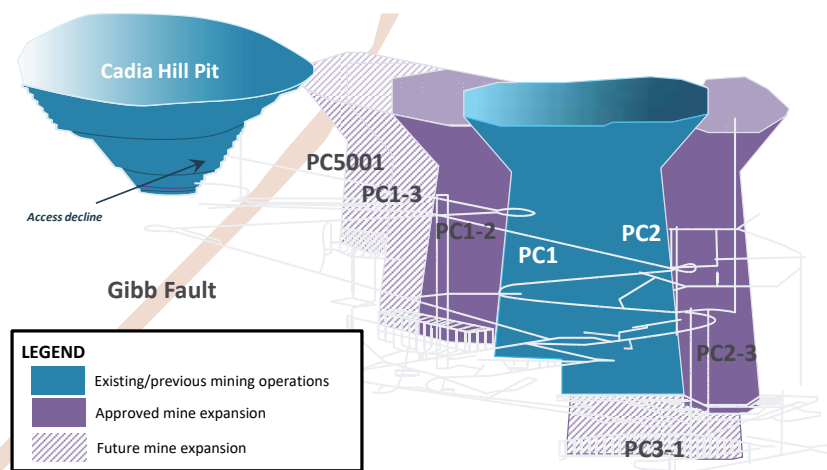 Cadia Hill Pit
PC5001
PC1-3
Access decline
PC1-2
PC2
PC1
Gibb Fault
PC2-3
LEGEND
Existing/previous mining operations
Approved mine expansion
Future mine expansion
PC3-1